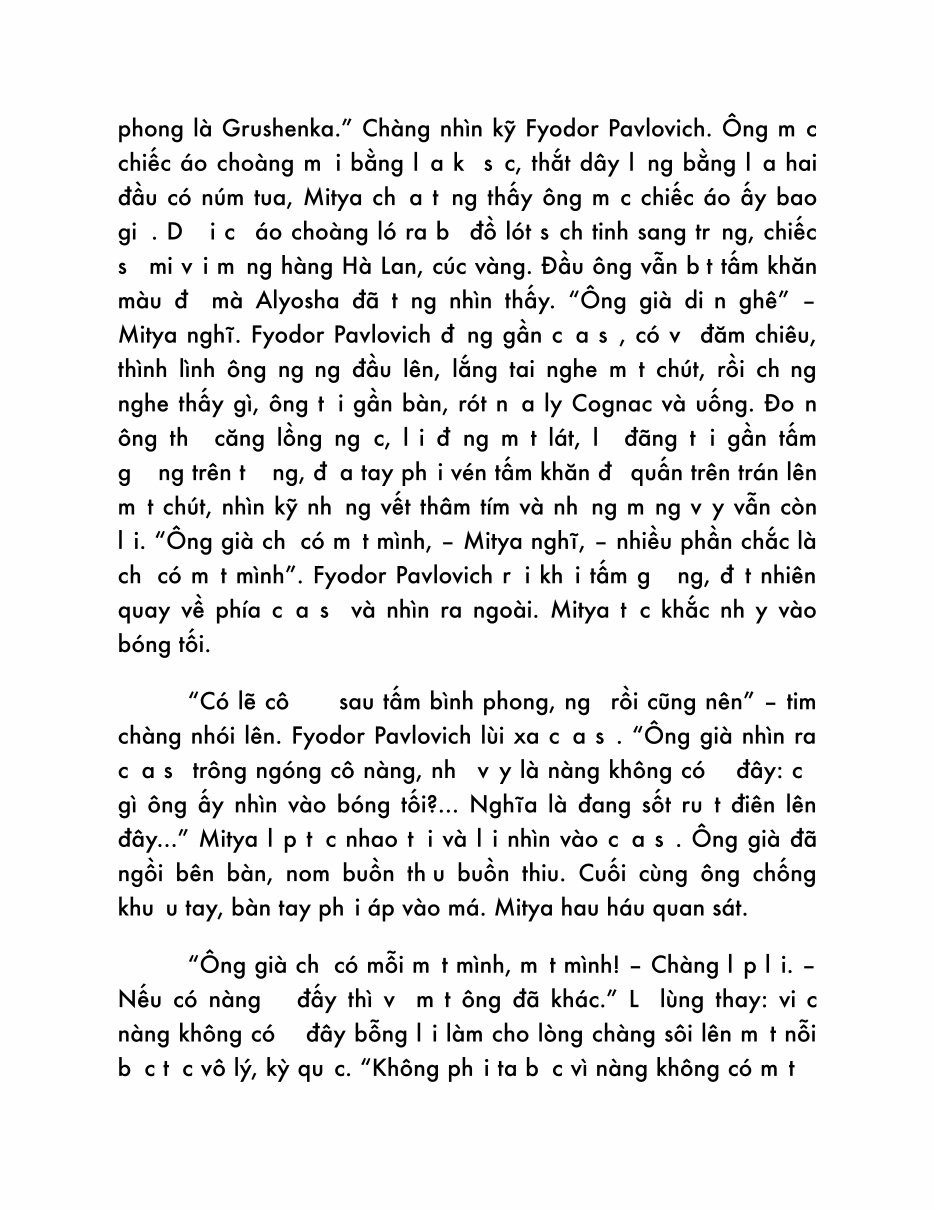 phong là Grushenka.” Chàng nhìn kỹ Fyodor Pavlovich. Ông m c
chiếc áo choàng m i bằng l a k s c, thắt dây l ng bằng l a hai
đầu có núm tua, Mitya ch a t ng thấy ông m c chiếc áo ấy bao
gi . D i c áo choàng ló ra b đồ lót s ch tinh sang tr ng, chiếc
s mi v i m ng hàng Hà Lan, cúc vàng. Đầu ông vẫn b t tấm khăn
màu đ mà Alyosha đã t ng nhìn thấy. “Ông già di n ghê” –
Mitya nghĩ. Fyodor Pavlovich đ ng gần c a s , có v đăm chiêu,
thình lình ông ng ng đầu lên, lắng tai nghe m t chút, rồi ch ng
nghe thấy gì, ông t i gần bàn, rót n a ly Cognac và uống. Đo n
ông th căng lồng ng c, l i đ ng m t lát, l đãng t i gần tấm
g ng trên t ng, đ a tay ph i vén tấm khăn đ quấn trên trán lên
m t chút, nhìn kỹ nh ng vết thâm tím và nh ng m ng v y vẫn còn
l i. “Ông già ch có m t mình, – Mitya nghĩ, – nhiều phần chắc là
ch có m t mình”. Fyodor Pavlovich r i kh i tấm g ng, đ t nhiên
quay về phía c a s và nhìn ra ngoài. Mitya t c khắc nh y vào
bóng tối.
“Có lẽ cô sau tấm bình phong, ng rồi cũng nên” – tim
chàng nhói lên. Fyodor Pavlovich lùi xa c a s . “Ông già nhìn ra
c a s trông ngóng cô nàng, nh v y là nàng không có đây: c
gì ông ấy nhìn vào bóng tối?... Nghĩa là đang sốt ru t điên lên
đây...” Mitya l p t c nhao t i và l i nhìn vào c a s . Ông già đã
ngồi bên bàn, nom buồn th u buồn thiu. Cuối cùng ông chống
khu u tay, bàn tay ph i áp vào má. Mitya hau háu quan sát.
“Ông già ch có mỗi m t mình, m t mình! – Chàng l p l i. –
Nếu có nàng đấy thì v m t ông đã khác.” L lùng thay: vi c
nàng không có đây bỗng l i làm cho lòng chàng sôi lên m t nỗi
b c t c vô lý, kỳ qu c. “Không ph i ta b c vì nàng không có m t